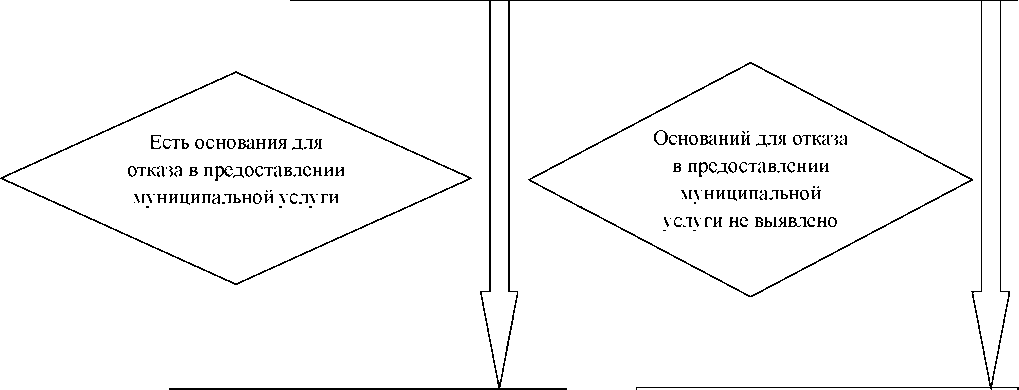 Есть основания для
отказа в предоставлении
муниципальной услуги
Оснований для отказа
в предоставлении
муниципальной
услуги не выявлено